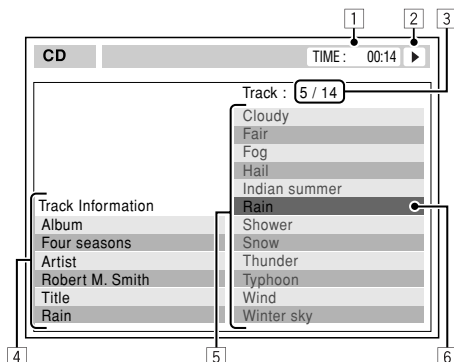 1 2 3
CD
TIME : 00:14
Track : 5 / 14
Cloudy
Fair
Fog
Hail
Indian summer
Rain
Shower
Snow
Thunder
Typhoon
Wind
Winter sky
Track Information
Album
Four seasons
Artist
Robert M. Smith
Title
Rain
4 5 6